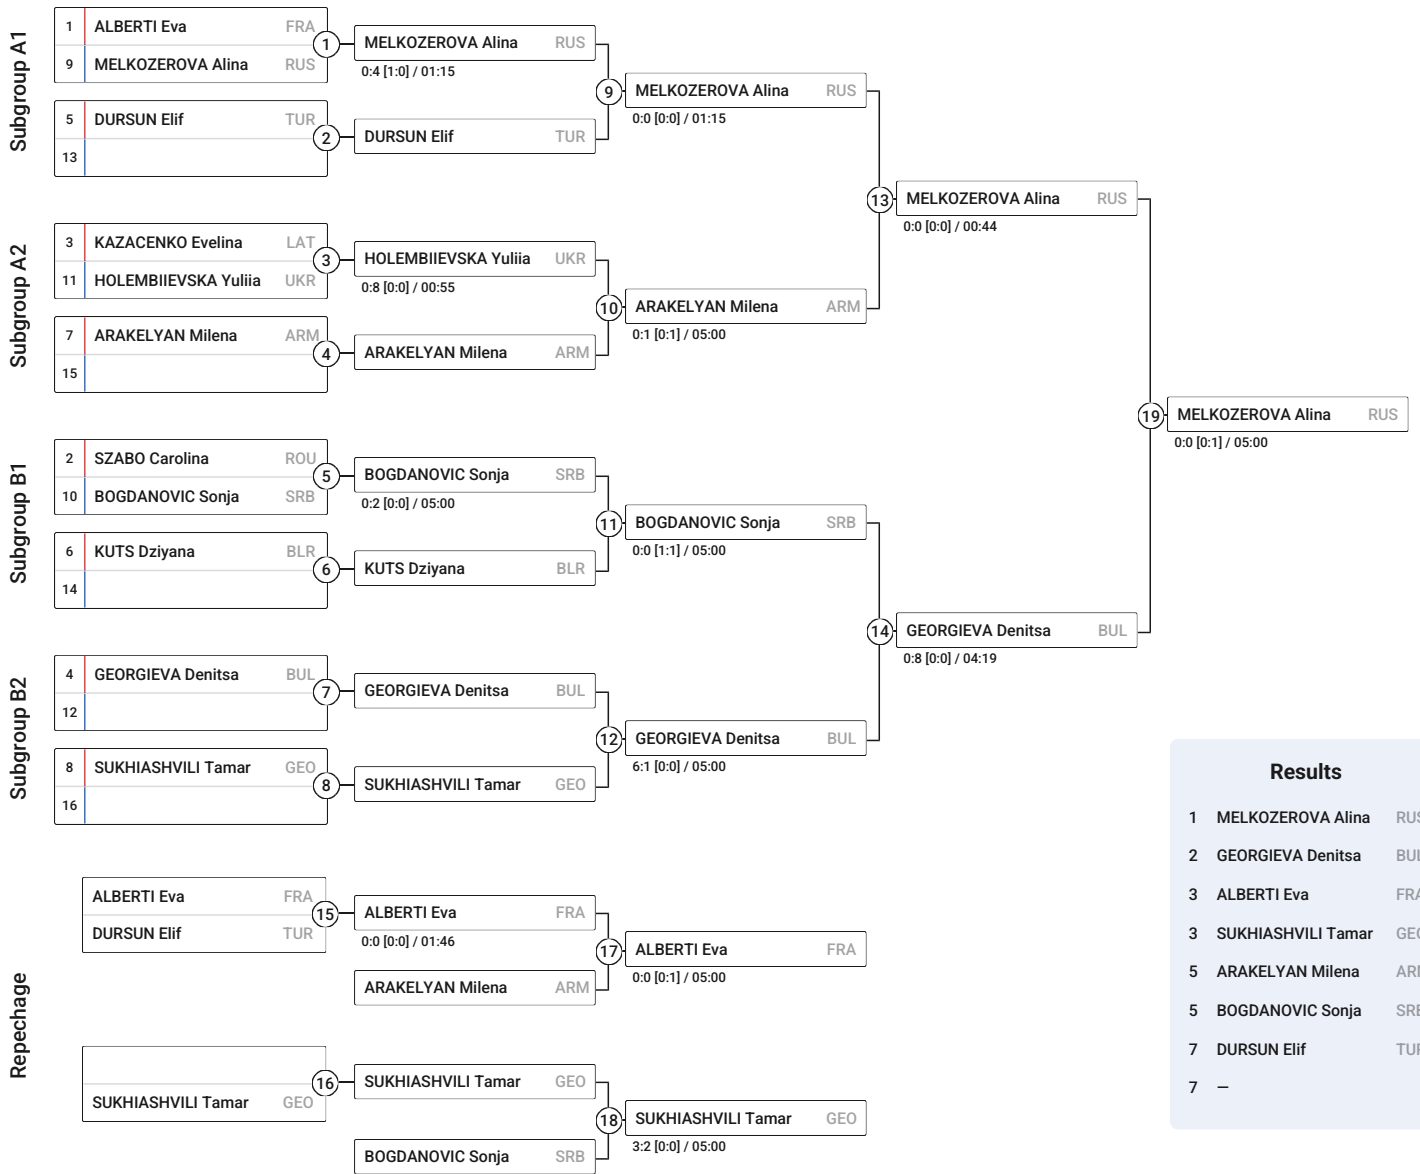 Subgroup A1
1 ALBERTI Eva FRA
9 MELKOZEROVA Alina RUS
1
5 DURSUN Elif TUR
13
2
MELKOZEROVA Alina RUS
0:4 [1:0] / 01:15
DURSUN Elif TUR
9
MELKOZEROVA Alina RUS
0:0 [0:0] / 01:15
Subgroup A2
3 KAZACENKO Evelina LAT
11 HOLEMBIIEVSKA Yuliia UKR
3
7 ARAKELYAN Milena ARM
15
4
HOLEMBIIEVSKA Yuliia UKR
0:8 [0:0] / 00:55
ARAKELYAN Milena ARM
10
ARAKELYAN Milena ARM
0:1 [0:1] / 05:00
13
MELKOZEROVA Alina RUS
0:0 [0:0] / 00:44
Subgroup B1
2 SZABO Carolina ROU
10 BOGDANOVIC Sonja SRB
5
6 KUTS Dziyana BLR
14
6
BOGDANOVIC Sonja SRB
0:2 [0:0] / 05:00
KUTS Dziyana BLR
11
BOGDANOVIC Sonja SRB
0:0 [1:1] / 05:00
Subgroup B2
4 GEORGIEVA Denitsa BUL
12
7
8 SUKHIASHVILI Tamar GEO
16
8
GEORGIEVA Denitsa BUL
SUKHIASHVILI Tamar GEO
12
GEORGIEVA Denitsa BUL
6:1 [0:0] / 05:00
14
GEORGIEVA Denitsa BUL
0:8 [0:0] / 04:19
19
MELKOZEROVA Alina RUS
0:0 [0:1] / 05:00
Repechage
ALBERTI Eva FRA
DURSUN Elif TUR
15
ALBERTI Eva FRA
0:0 [0:0] / 01:46
ARAKELYAN Milena ARM
17
ALBERTI Eva FRA
0:0 [0:1] / 05:00
SUKHIASHVILI Tamar GEO
16
SUKHIASHVILI Tamar GEO
BOGDANOVIC Sonja SRB
18
SUKHIASHVILI Tamar GEO
3:2 [0:0] / 05:00
Results
1 MELKOZEROVA Alina RUS
2 GEORGIEVA Denitsa BUL
3 ALBERTI Eva FRA
3 SUKHIASHVILI Tamar GEO
5 ARAKELYAN Milena ARM
5 BOGDANOVIC Sonja SRB
7 DURSUN Elif TUR
7 —